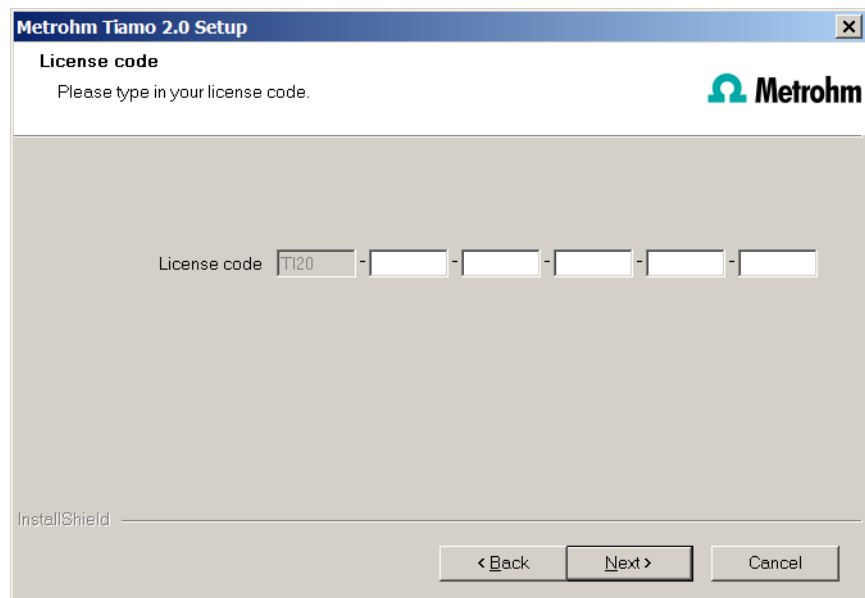 Metrohm Tiamo 2.0 Setup
License code
Please type in your license code.
Metrohm
License code TI20 - - - - -
InstallShield
< Back Next > Cancel